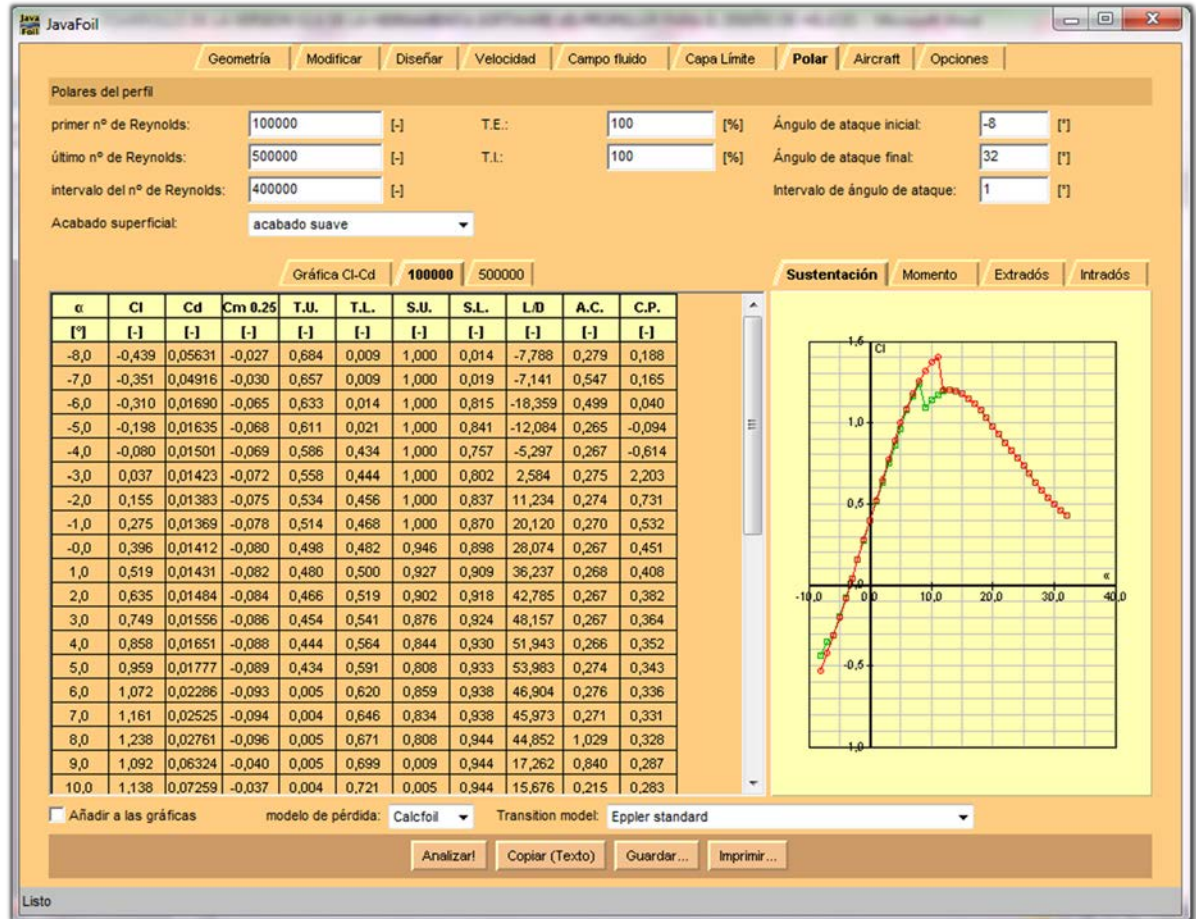 Java Foil JavaFoil
Geometría Modificar Diseñar Velocidad Campo fluido Capa Límite Polar Aircraft Opciones
Polares del perfil
primer nº de Reynolds: 100000 [-] T.E.: 100 [%] Ángulo de ataque inicial: -8 [°]
último nº de Reynolds: 500000 [-] T.I.: 100 [%] Ángulo de ataque final: 32 [°]
intervalo del nº de Reynolds: 400000 [-] Intervalo de ángulo de ataque: 1 [°]
Acabado superficial: acabado suave
Gráfica Cl-Cd 100000 500000 Sustentación Momento Extradós Intradós
α Cl Cd Cm 0.25 T.U. T.L. S.U. S.L. L/D A.C. C.P.
[°] [-] [-] [-] [-] [-] [-] [-] [-] [-] [-]
-8,0 -0,439 0,05631 -0,027 0,684 0,009 1,000 0,014 -7,788 0,279 0,188
-7,0 -0,351 0,04916 -0,030 0,657 0,009 1,000 0,019 -7,141 0,547 0,165
-6,0 -0,310 0,01690 -0,065 0,633 0,014 1,000 0,815 -18,359 0,499 0,040
-5,0 -0,198 0,01635 -0,068 0,611 0,021 1,000 0,841 -12,084 0,265 -0,094
-4,0 -0,080 0,01501 -0,069 0,586 0,434 1,000 0,757 -5,297 0,267 -0,614
-3,0 0,037 0,01423 -0,072 0,558 0,444 1,000 0,802 2,584 0,275 2,203
-2,0 0,155 0,01383 -0,075 0,534 0,456 1,000 0,837 11,234 0,274 0,731
-1,0 0,275 0,01369 -0,078 0,514 0,468 1,000 0,870 20,120 0,270 0,532
-0,0 0,396 0,01412 -0,080 0,498 0,482 0,946 0,898 28,074 0,267 0,451
1,0 0,519 0,01431 -0,082 0,480 0,500 0,927 0,909 36,237 0,268 0,408
2,0 0,635 0,01484 -0,084 0,466 0,519 0,902 0,918 42,785 0,267 0,382
3,0 0,749 0,01556 -0,086 0,454 0,541 0,876 0,924 48,157 0,267 0,364
4,0 0,858 0,01651 -0,088 0,444 0,564 0,844 0,930 51,943 0,266 0,352
5,0 0,959 0,01777 -0,089 0,434 0,591 0,808 0,933 53,983 0,274 0,343
6,0 1,072 0,02286 -0,093 0,005 0,620 0,859 0,938 46,904 0,276 0,336
7,0 1,161 0,02525 -0,094 0,004 0,646 0,834 0,938 45,973 0,271 0,331
8,0 1,238 0,02761 -0,096 0,005 0,671 0,808 0,944 44,852 1,029 0,328
9,0 1,092 0,06324 -0,040 0,005 0,699 0,009 0,944 17,262 0,840 0,287
10,0 1,138 0,07259 -0,037 0,004 0,721 0,005 0,944 15,676 0,215 0,283
1,6 Cl
1,0
0,5
0,0 α
-10,0 0,0 10,0 20,0 30,0 40,0
-0,5
-1,0
Añadir a las gráficas modelo de pérdida: Calcfoil Transition model: Eppler standard
Analizar! Copiar (Texto) Guardar... Imprimir...
Listo